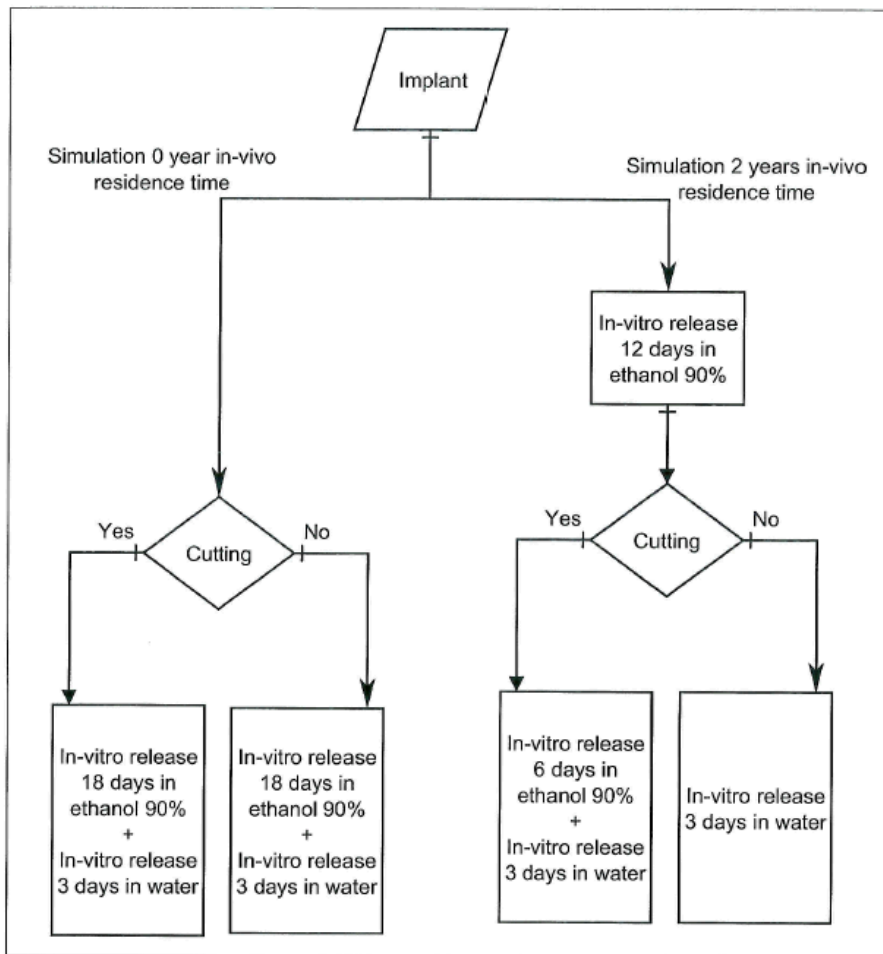 Implant
Simulation 0 year in-vivo
residence time
Simulation 2 years in-vivo
residence time
In-vitro release
12 days in
ethanol 90%
Yes
Cutting
No
Yes
Cutting
No
In-vitro release
18 days in
ethanol 90%
+
In-vitro release
3 days in water
In-vitro release
18 days in
ethanol 90%
+
In-vitro release
3 days in water
In-vitro release
6 days in
ethanol 90%
+
In-vitro release
3 days in water
In-vitro release
3 days in water